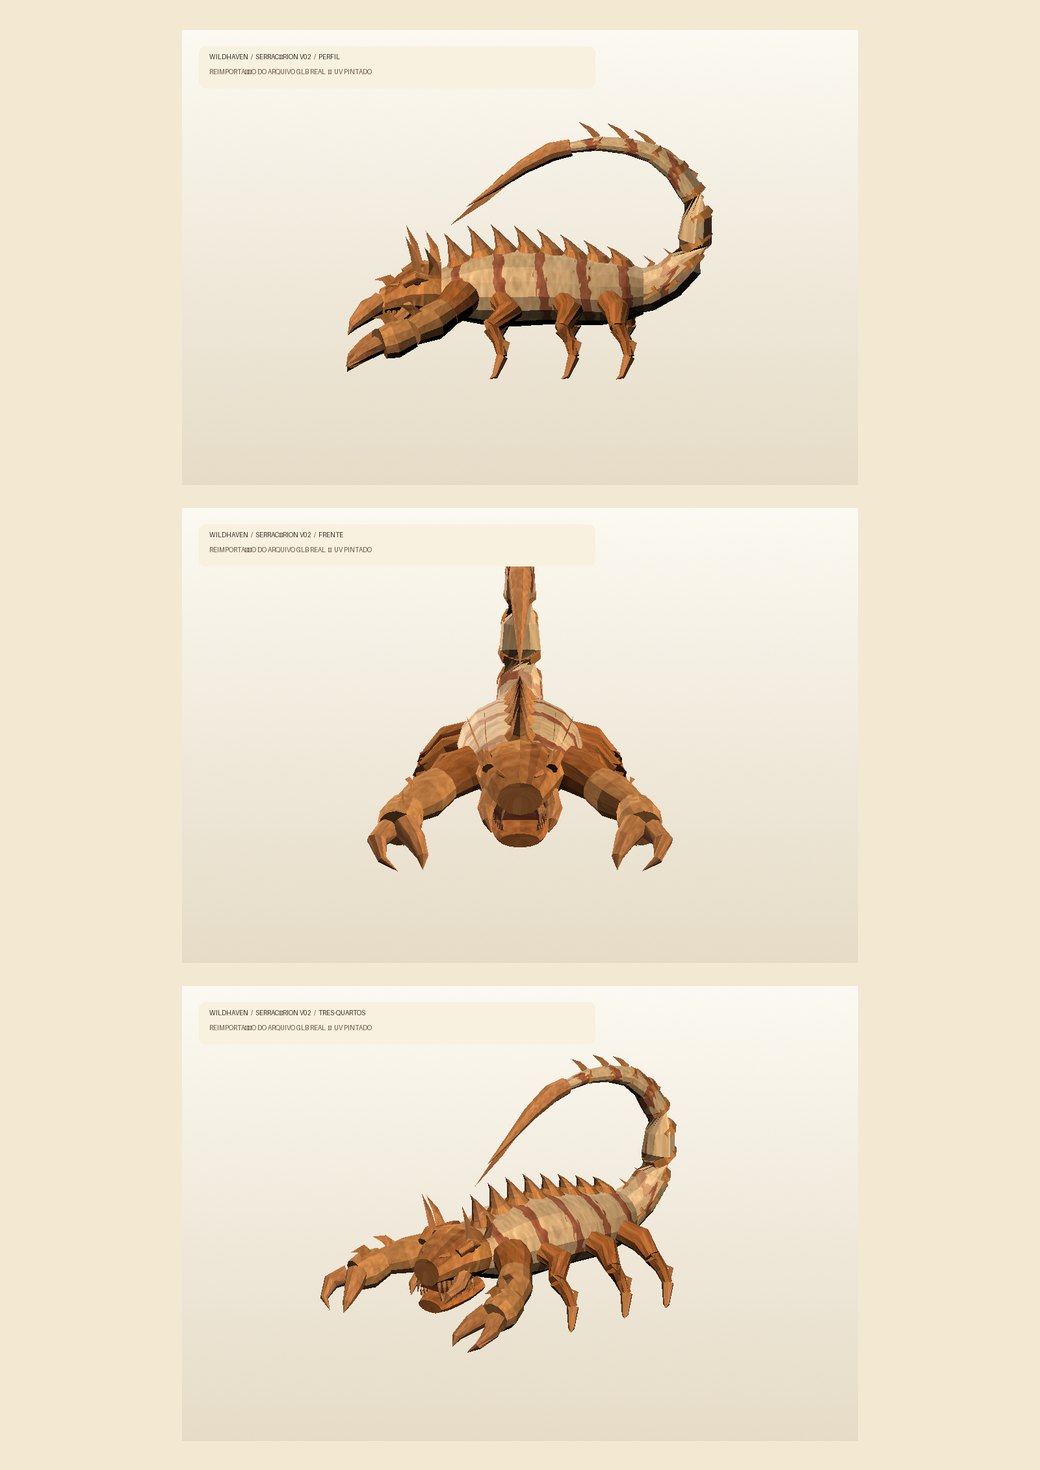 WILDHAVEN / SERRAC▯▯RION V02 / PERFIL
REIMPORTA▯▯▯▯O DO ARQUIVO GLB REAL ▯ UV PINTADO
WILDHAVEN / SERRAC▯▯RION V02 / FRENTE
REIMPORTA▯▯▯▯O DO ARQUIVO GLB REAL ▯ UV PINTADO
WILDHAVEN / SERRAC▯▯RION V02 / TRES-QUARTOS
REIMPORTA▯▯▯▯O DO ARQUIVO GLB REAL ▯ UV PINTADO